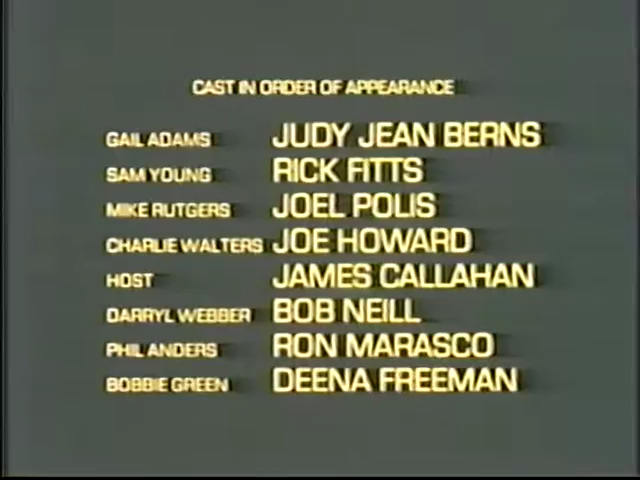 CAST IN ORDER OF APPEARANCE
GAIL ADAMS JUDY JEAN BERNS
SAM YOUNG RICK FITTS
MIKE RUTGERS JOEL POLIS
CHARLIE WALTERS JOE HOWARD
HOST JAMES CALLAHAN
DARRYL WEBBER BOB NEILL
PHIL ANDERS RON MARASCO
BOBBIE GREEN DEENA FREEMAN